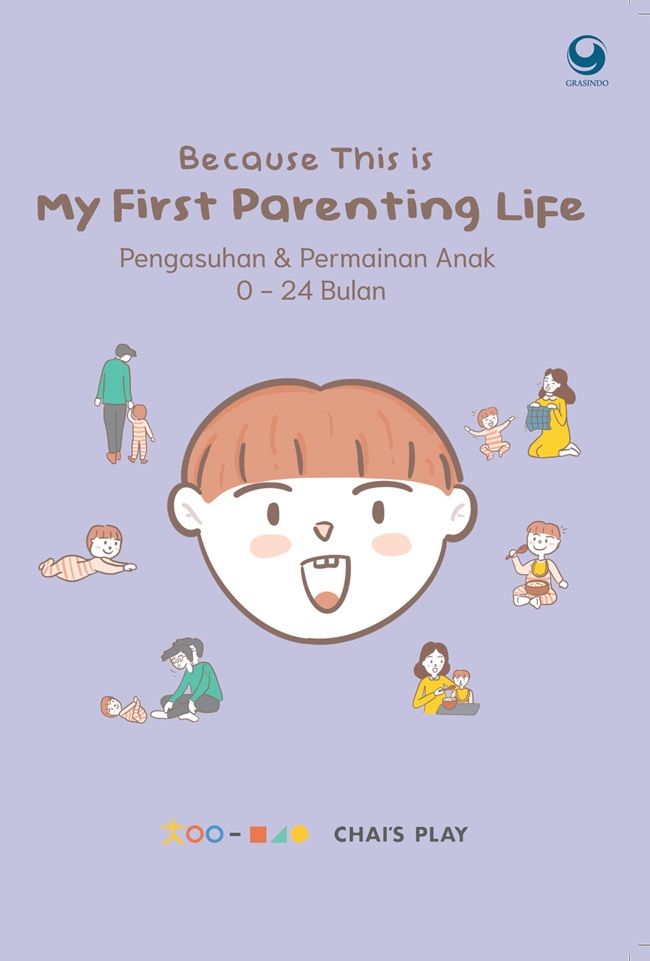 GRASINDO
Because This is
My First Parenting Life
Pengasuhan & Permainan Anak
0 – 24 Bulan
CHAI'S PLAY